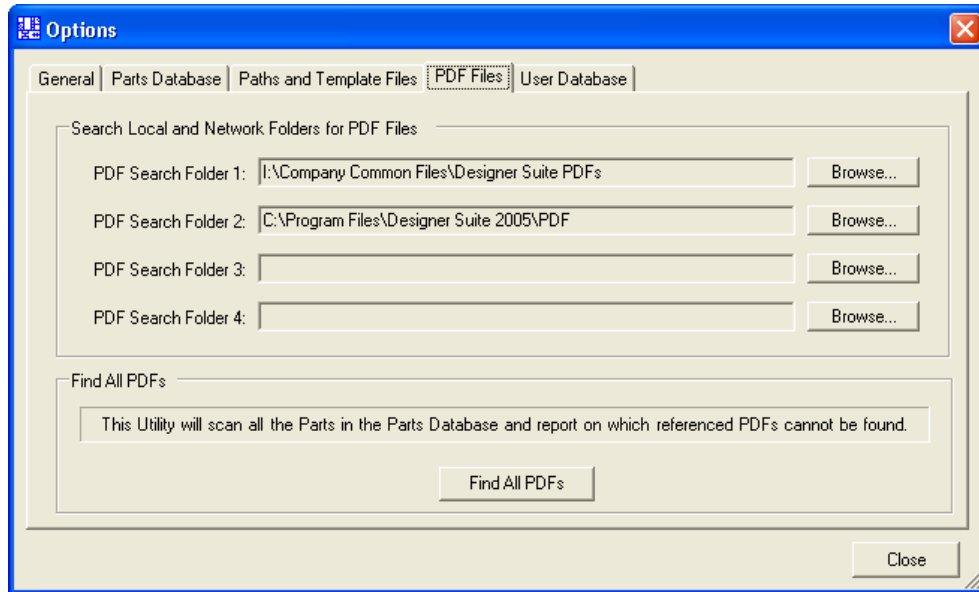 Options
General Parts Database Paths and Template Files PDF Files User Database
Search Local and Network Folders for PDF Files
PDF Search Folder 1: I:\Company Common Files\Designer Suite PDFs Browse...
PDF Search Folder 2: C:\Program Files\Designer Suite 2005\PDF Browse...
PDF Search Folder 3: Browse...
PDF Search Folder 4: Browse...
Find All PDFs
This Utility will scan all the Parts in the Parts Database and report on which referenced PDFs cannot be found.
Find All PDFs
Close